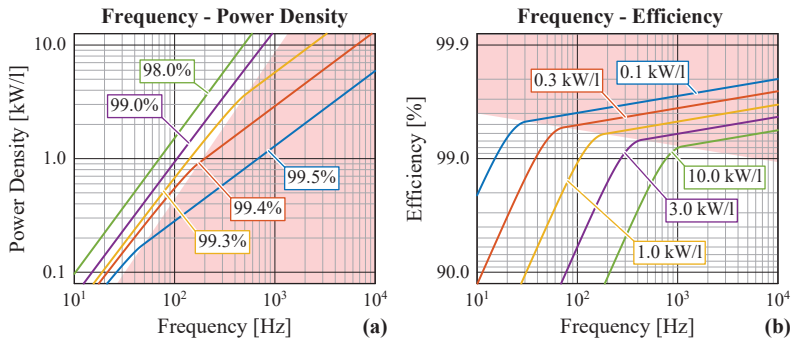 Frequency - Power Density
Power Density [kW/l]
10.0
1.0
0.1
98.0%
99.0%
99.5%
99.4%
99.3%
10¹ 10² 10³ 10⁴
Frequency [Hz]
(a)
Frequency - Efficiency
Efficiency [%]
99.9
99.0
90.0
0.3 kW/l
0.1 kW/l
10.0 kW/l
3.0 kW/l
1.0 kW/l
10¹ 10² 10³ 10⁴
Frequency [Hz]
(b)